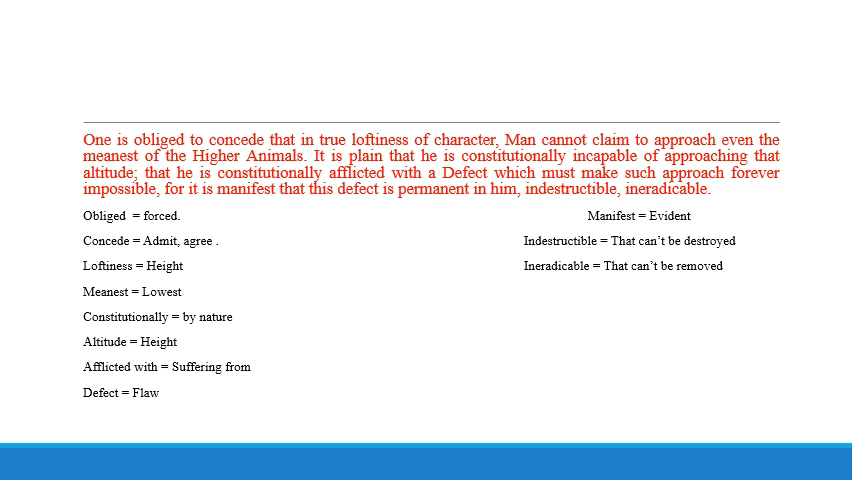 One is obliged to concede that in true loftiness of character, Man cannot claim to approach even the
meanest of the Higher Animals. It is plain that he is constitutionally incapable of approaching that
altitude; that he is constitutionally afflicted with a Defect which must make such approach forever
impossible, for it is manifest that this defect is permanent in him, indestructible, ineradicable.
Obliged = forced.
Concede = Admit, agree .
Loftiness = Height
Meanest = Lowest
Constitutionally = by nature
Altitude = Height
Afflicted with = Suffering from
Defect = Flaw
Manifest = Evident
Indestructible = That can’t be destroyed
Ineradicable = That can’t be removed